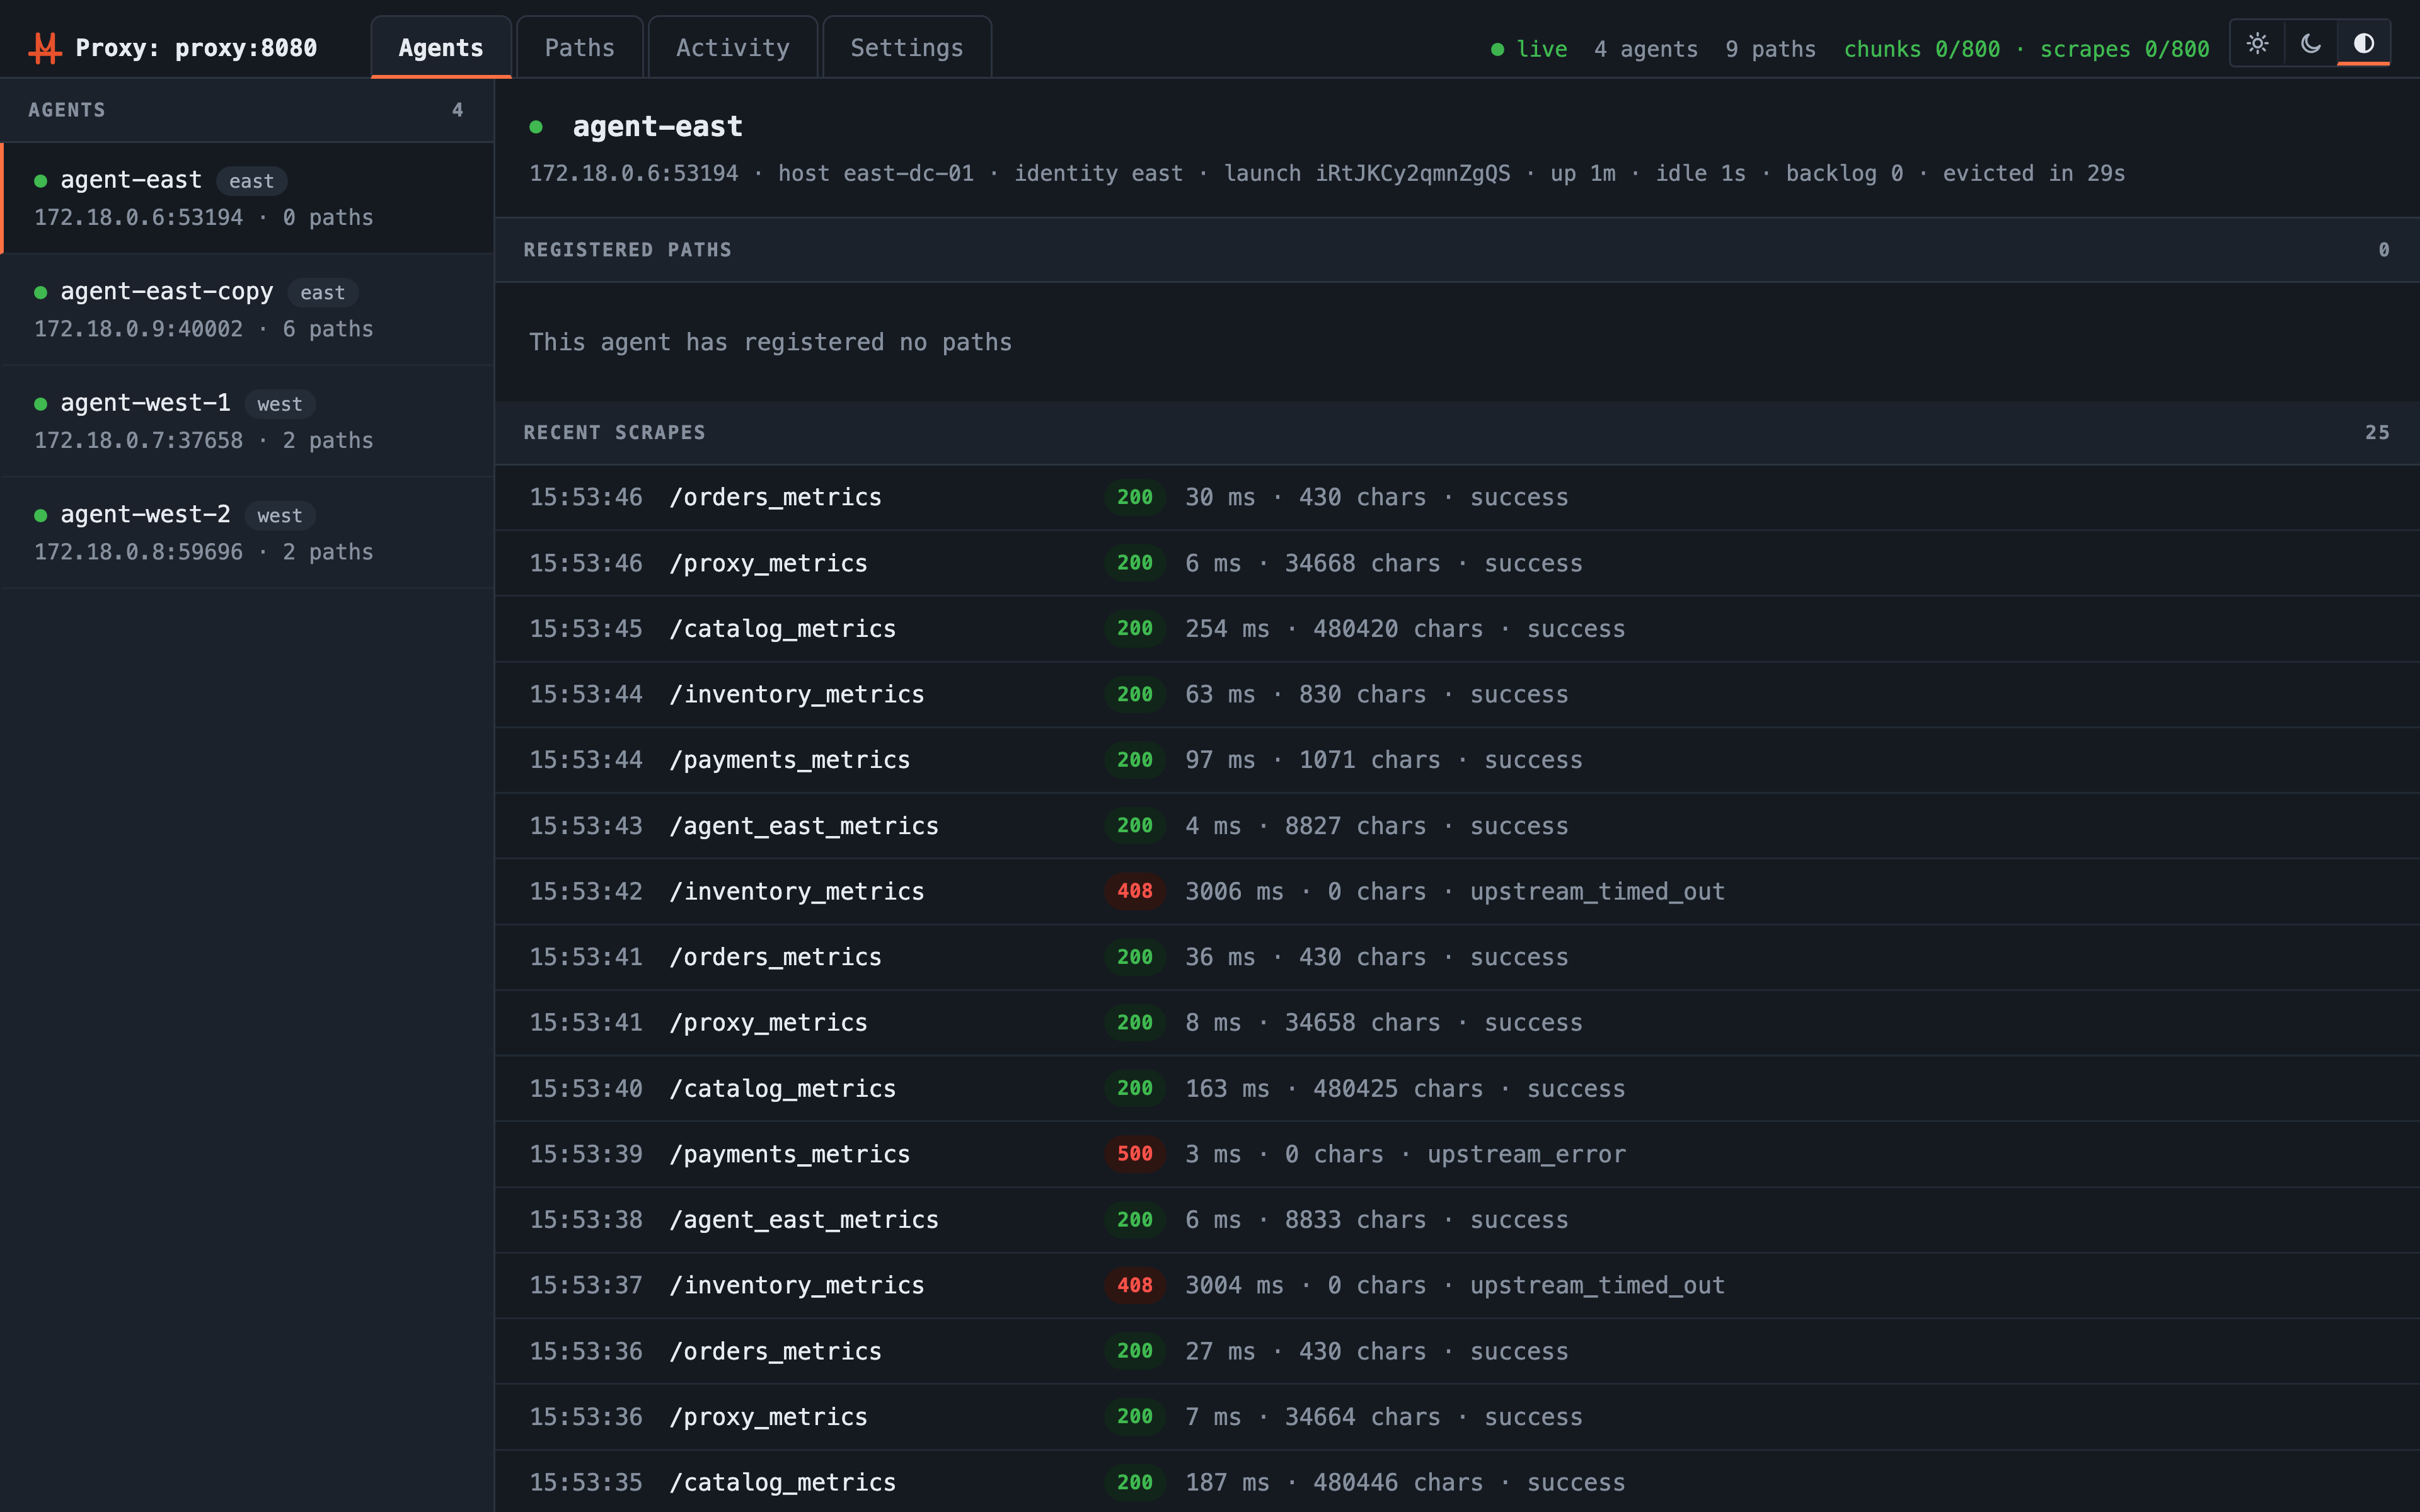 Proxy: proxy:8080 Agents Paths Activity Settings live 4 agents 9 paths chunks 0/800 · scrapes 0/800
AGENTS 4
agent-east east
172.18.0.6:53194 · 0 paths
agent-east-copy east
172.18.0.9:40002 · 6 paths
agent-west-1 west
172.18.0.7:37658 · 2 paths
agent-west-2 west
172.18.0.8:59696 · 2 paths
agent-east
172.18.0.6:53194 · host east-dc-01 · identity east · launch iRtJKCy2qmnZgQS · up 1m · idle 1s · backlog 0 · evicted in 29s
REGISTERED PATHS 0
This agent has registered no paths
RECENT SCRAPES 25
15:53:46 /orders_metrics 200 30 ms · 430 chars · success
15:53:46 /proxy_metrics 200 6 ms · 34668 chars · success
15:53:45 /catalog_metrics 200 254 ms · 480420 chars · success
15:53:44 /inventory_metrics 200 63 ms · 830 chars · success
15:53:44 /payments_metrics 200 97 ms · 1071 chars · success
15:53:43 /agent_east_metrics 200 4 ms · 8827 chars · success
15:53:42 /inventory_metrics 408 3006 ms · 0 chars · upstream_timed_out
15:53:41 /orders_metrics 200 36 ms · 430 chars · success
15:53:41 /proxy_metrics 200 8 ms · 34658 chars · success
15:53:40 /catalog_metrics 200 163 ms · 480425 chars · success
15:53:39 /payments_metrics 500 3 ms · 0 chars · upstream_error
15:53:38 /agent_east_metrics 200 6 ms · 8833 chars · success
15:53:37 /inventory_metrics 408 3004 ms · 0 chars · upstream_timed_out
15:53:36 /orders_metrics 200 27 ms · 430 chars · success
15:53:36 /proxy_metrics 200 7 ms · 34664 chars · success
15:53:35 /catalog_metrics 200 187 ms · 480446 chars · success